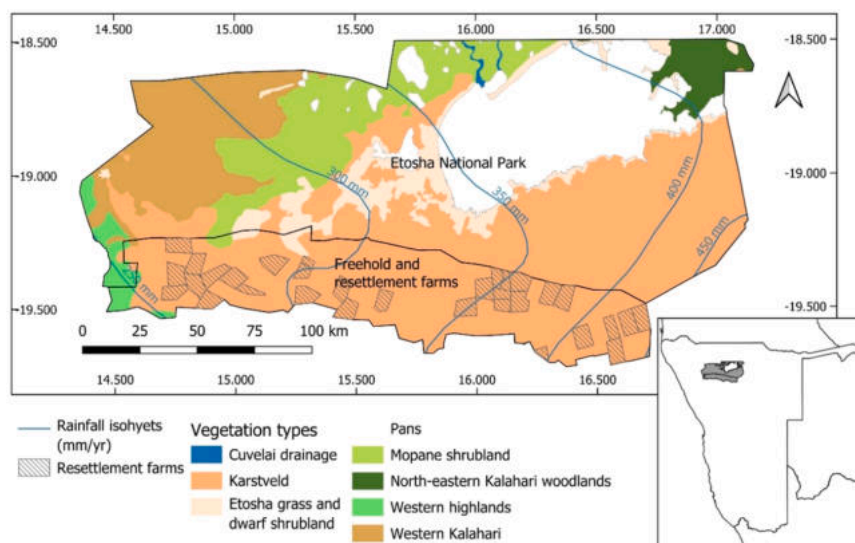 14.500 15.000 15.500 16.000 16.500 17.000
-18.500 -18.500
Etosha National Park
-19.000 -19.000
300 mm
350 mm
400 mm
450 mm
Freehold and
resettlement farms
-19.500 -19.500
0 25 50 75 100 km
14.500 15.000 15.500 16.000 16.500
Rainfall isohyets
(mm/yr)
Resettlement farms
Vegetation types
Cuvelai drainage
Karstveld
Etosha grass and
dwarf shrubland
Pans
Mopane shrubland
North-eastern Kalahari woodlands
Western highlands
Western Kalahari